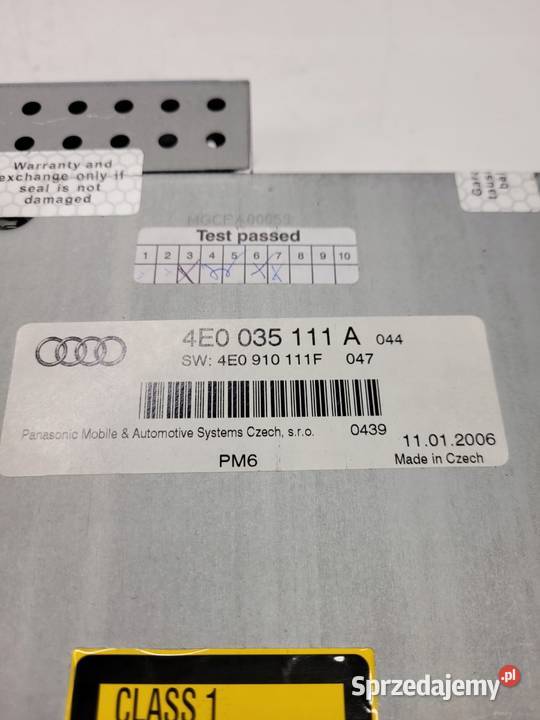 Warranty and
exchange only if
seal is not
damaged
MGCPA00053
Test passed
1 2 3 4 5 6 7 8 9 10
4E0 035 111 A 044
SW: 4E0 910 111F 047
Panasonic Mobile & Automotive Systems Czech, s.r.o. 0439
11.01.2006
PM6
Made in Czech
CLASS 1
Sprzedajemy.pl